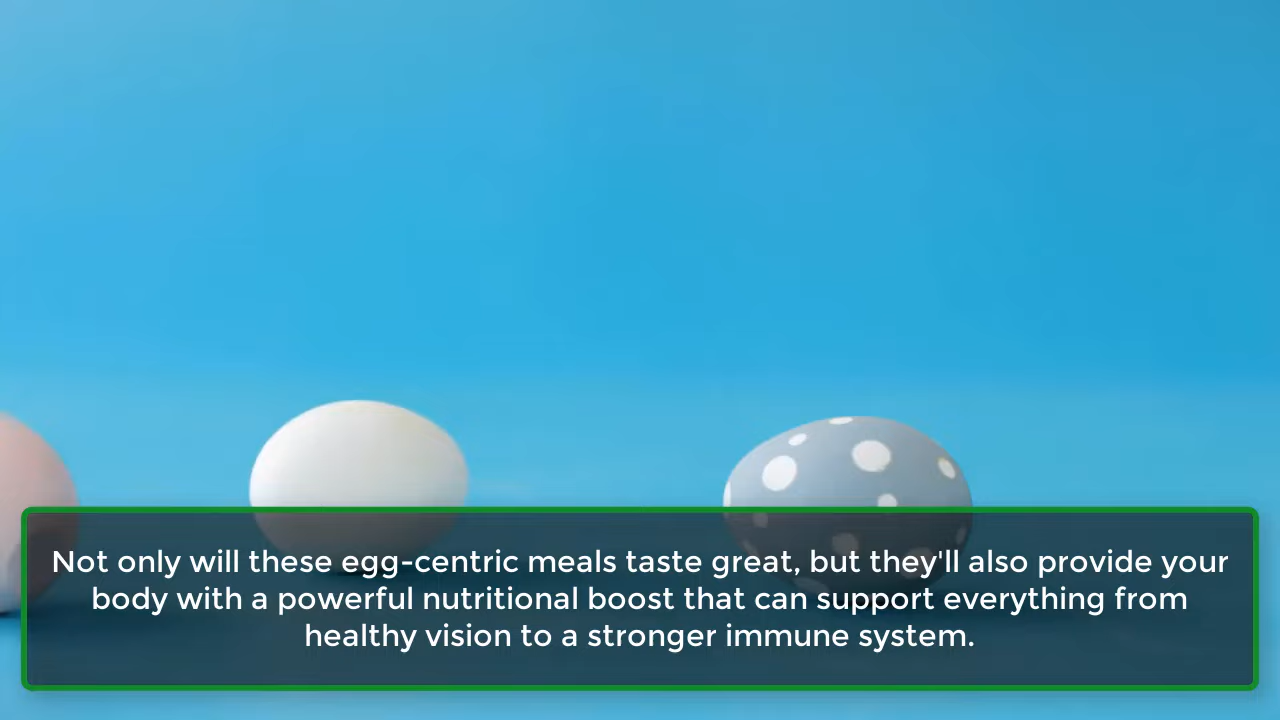 Not only will these egg-centric meals taste great, but they'll also provide your
body with a powerful nutritional boost that can support everything from
healthy vision to a stronger immune system.